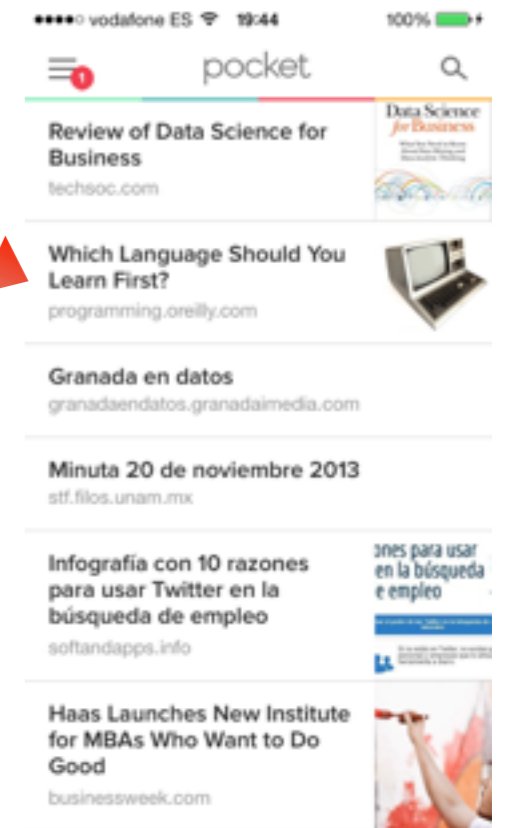 vodafone ES 19:44 100%
1
pocket
Review of Data Science for
Business
techsoc.com
Data Science
for Business
Which Language Should You
Learn First?
programming.oreilly.com
Granada en datos
granadaendatos.granadaimedia.com
Minuta 20 de noviembre 2013
stf.filos.unam.mx
Infografía con 10 razones
para usar Twitter en la
búsqueda de empleo
softandapps.info
ones para usar
en la búsqueda
e empleo
Haas Launches New Institute
for MBAs Who Want to Do
Good
businessweek.com